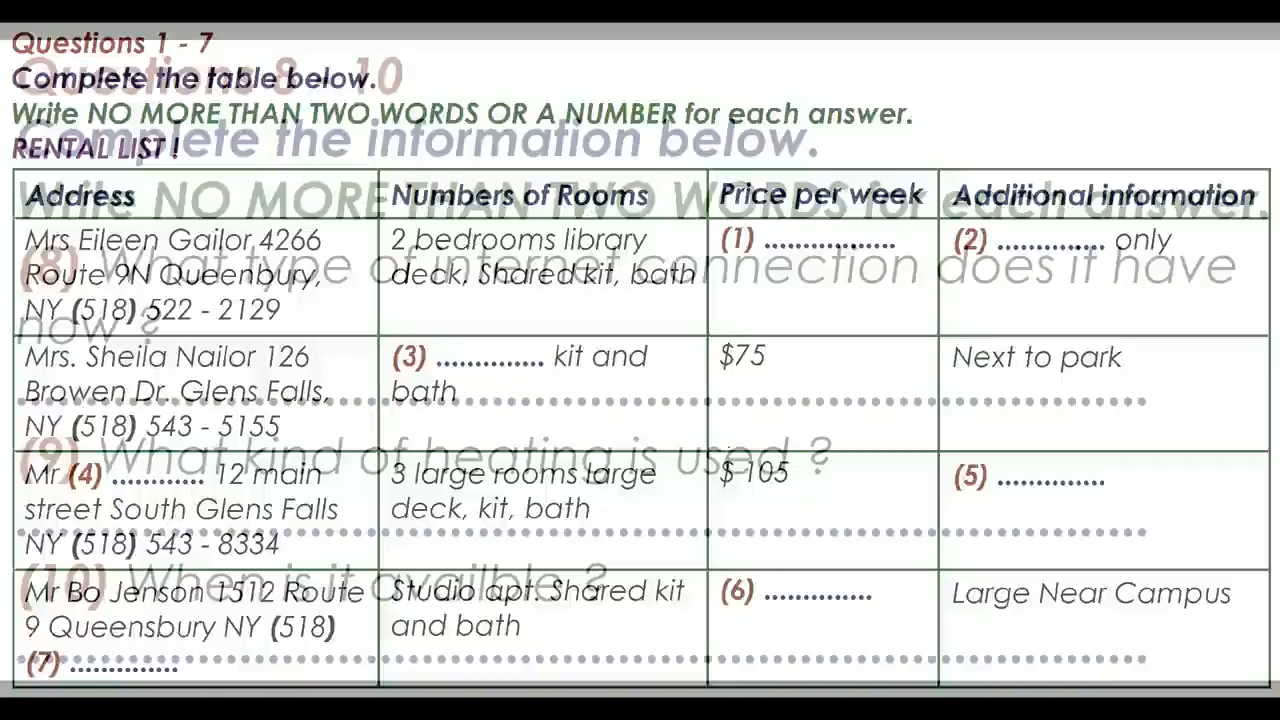 Questions 1 - 7
Complete the table below.
Write NO MORE THAN TWO WORDS OR A NUMBER for each answer.
RENTAL LIST !
Address Numbers of Rooms Price per week Additional information
Mrs Eileen Gailor 4266
Route 9N Queenbury,
NY (518) 522 - 2129
2 bedrooms library
deck, Shared kit, bath
(1) ..................
(2) ............... only
Mrs. Sheila Nailor 126
Browen Dr. Glens Falls,
NY (518) 543 - 5155
(3) ............... kit and
bath
$75
Next to park
Mr (4) ............. 12 main
street South Glens Falls
NY (518) 543 - 8334
3 large rooms large
deck, kit, bath
$ 105
(5) ...............
Mr Bo Jenson 1512 Route
9 Queensbury NY (518)
(7) ...............
Studio apt. Shared kit
and bath
(6) ...............
Large Near Campus
Questions 8 - 10
Complete the information below.
Write NO MORE THAN TWO WORDS for each answer.
(8) What type of internet connection does it have
now ?
(9) What kind of heating is used ?
(10) When is it availble ?